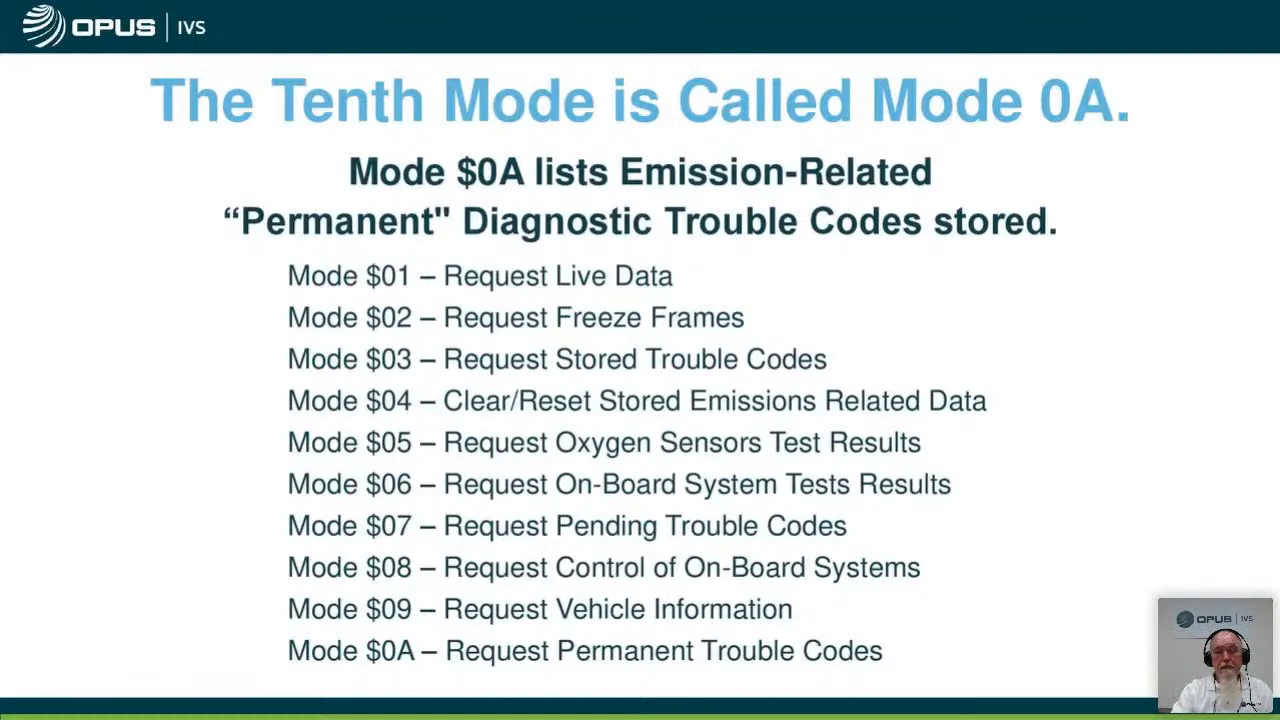 OPUS | IVS
The Tenth Mode is Called Mode 0A.
Mode $0A lists Emission-Related
“Permanent" Diagnostic Trouble Codes stored.
Mode $01 – Request Live Data
Mode $02 – Request Freeze Frames
Mode $03 – Request Stored Trouble Codes
Mode $04 – Clear/Reset Stored Emissions Related Data
Mode $05 – Request Oxygen Sensors Test Results
Mode $06 – Request On-Board System Tests Results
Mode $07 – Request Pending Trouble Codes
Mode $08 – Request Control of On-Board Systems
Mode $09 – Request Vehicle Information
Mode $0A – Request Permanent Trouble Codes
OPUS | IVS